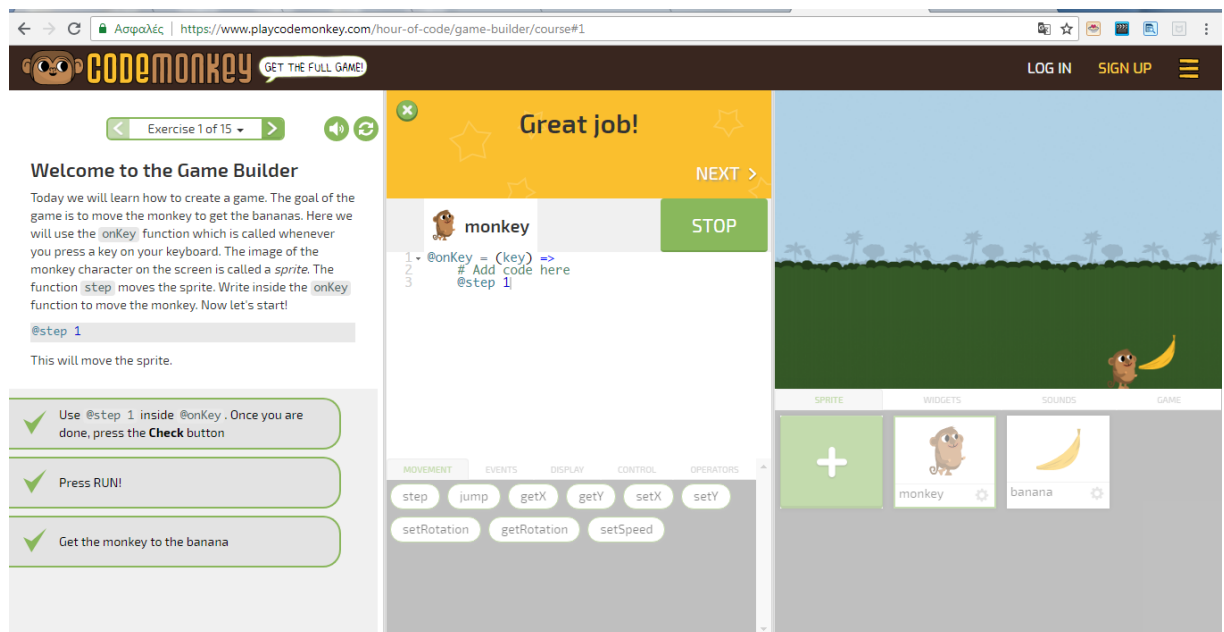 Ασφαλές | https://www.playcodemonkey.com/hour-of-code/game-builder/course#1
CODEMONKEY
GET THE FULL GAME!
LOG IN
SIGN UP
Exercise 1 of 15
Welcome to the Game Builder
Today we will learn how to create a game. The goal of the
game is to move the monkey to get the bananas. Here we
will use the onKey function which is called whenever
you press a key on your keyboard. The image of the
monkey character on the screen is called a sprite. The
function step moves the sprite. Write inside the onKey
function to move the monkey. Now let's start!
@step 1
This will move the sprite.
Use @step 1 inside @onKey . Once you are
done, press the Check button
Press RUN!
Get the monkey to the banana
Great job!
NEXT >
monkey
STOP
1 @onKey = (key) =>
2 # Add code here
3 @step 1
MOVEMENT EVENTS DISPLAY CONTROL OPERATORS
step jump getX getY setX setY
setRotation getRotation setSpeed
SPRITE WIDGETS SOUNDS GAME
+
monkey
banana